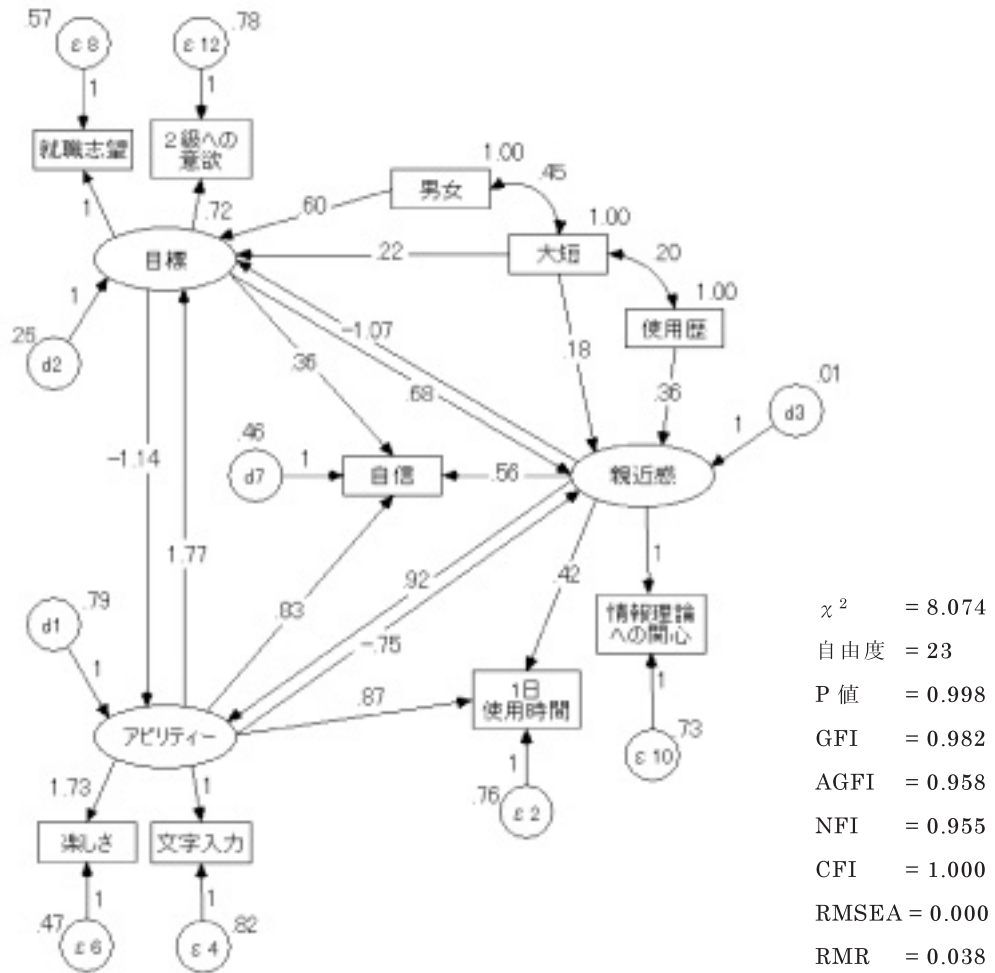 .57
ε8
1
就職志望
1
.78
ε12
1
2級への
意欲
.72
目標
1
.25
d2
1.00
男女
.45
.60
1.00
大短
.22
.20
1.00
使用歴
.18
.36
.01
d3
1
-1.07
.68
.36
.46
d7
1
自信
.56
親近感
-1.14
1.77
.83
.92
-.75
.42
1
情報理論
への関心
1
.73
ε10
.79
d1
1
アビリティー
.87
1日
使用時間
1
.76
ε2
1.73
1
楽しさ
文字入力
1
1
.47
ε6
ε4
.82
χ² = 8.074
自由度 = 23
P 値 = 0.998
GFI = 0.982
AGFI = 0.958
NFI = 0.955
CFI = 1.000
RMSEA = 0.000
RMR = 0.038